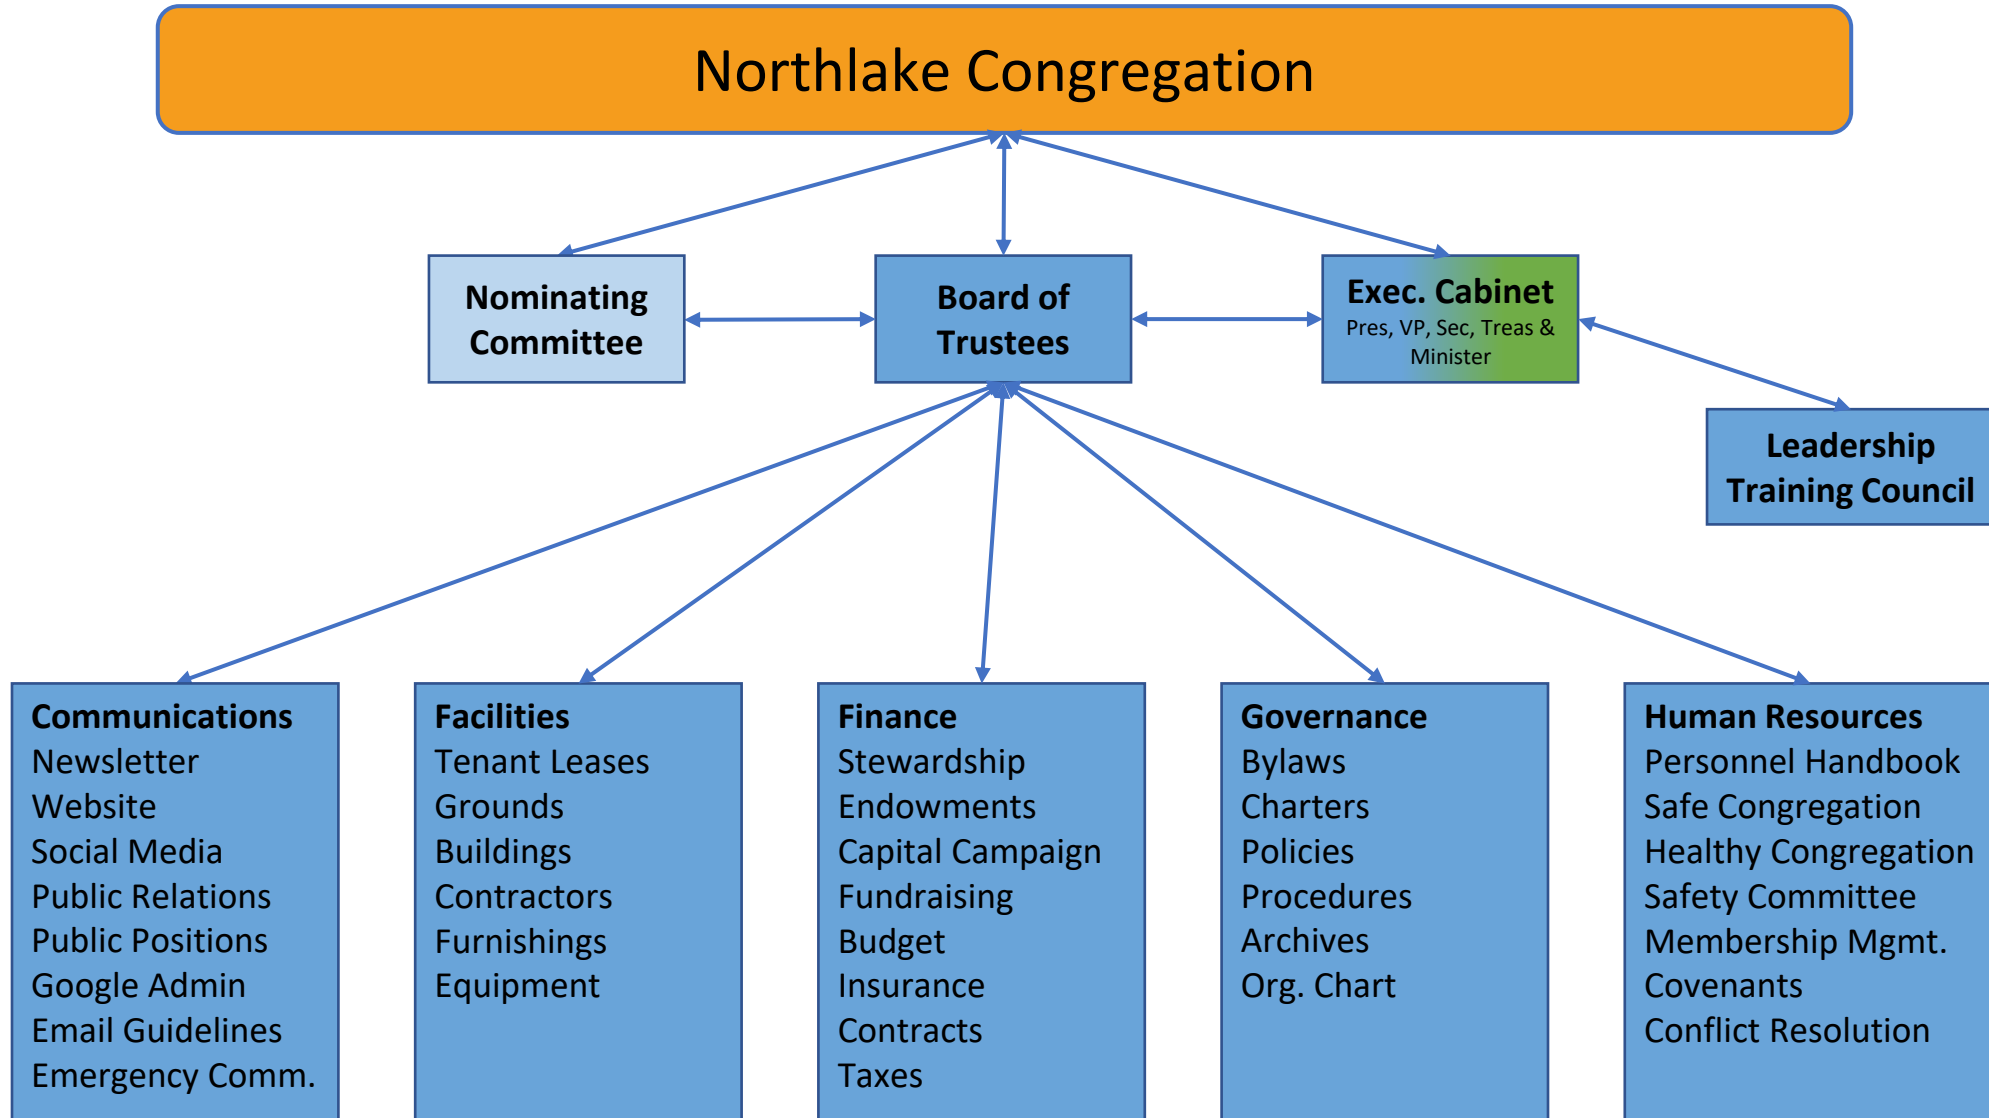 Northlake Congregation
Nominating
Committee
Board of
Trustees
Exec. Cabinet
Pres, VP, Sec, Treas &
Minister
Leadership
Training Council
Communications
Newsletter
Website
Social Media
Public Relations
Public Positions
Google Admin
Email Guidelines
Emergency Comm.
Facilities
Tenant Leases
Grounds
Buildings
Contractors
Furnishings
Equipment
Finance
Stewardship
Endowments
Capital Campaign
Fundraising
Budget
Insurance
Contracts
Taxes
Governance
Bylaws
Charters
Policies
Procedures
Archives
Org. Chart
Human Resources
Personnel Handbook
Safe Congregation
Healthy Congregation
Safety Committee
Membership Mgmt.
Covenants
Conflict Resolution